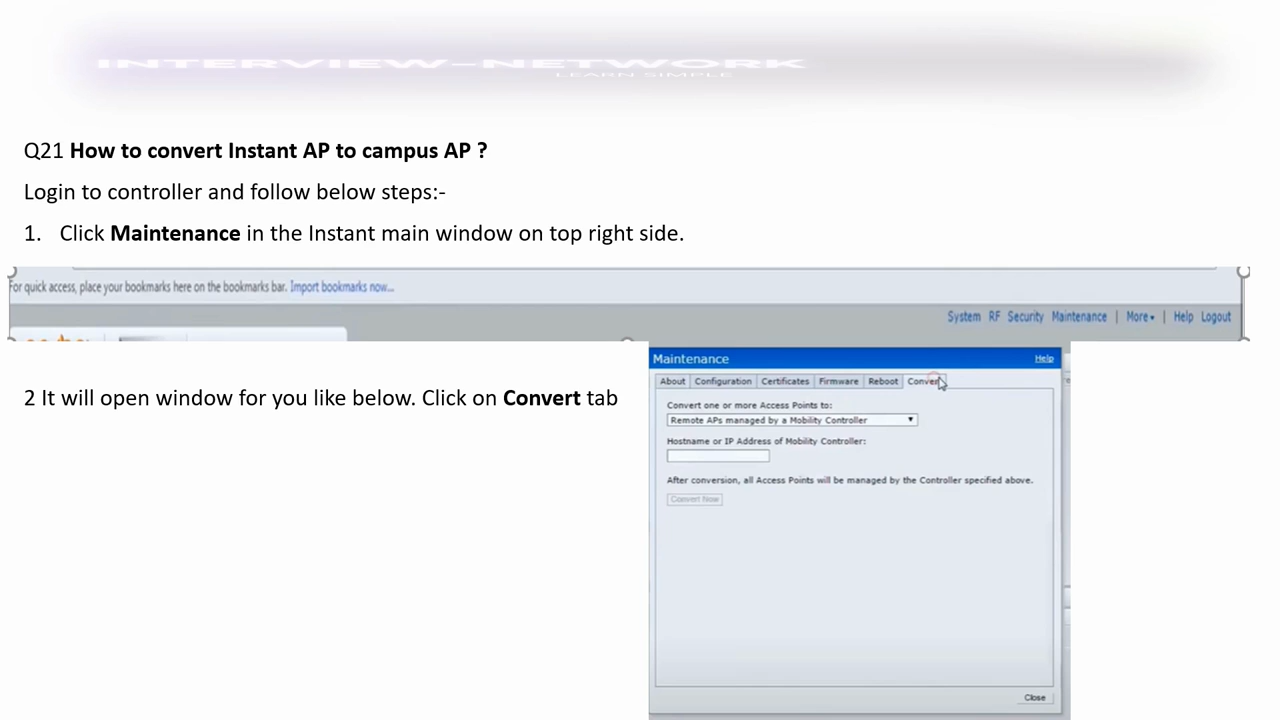 INTERVIEW-NETWORK
LEARN SIMPLE
Q21 How to convert Instant AP to campus AP ?
Login to controller and follow below steps:-
1. Click Maintenance in the Instant main window on top right side.
For quick access, place your bookmarks here on the bookmarks bar. Import bookmarks now...
System RF Security Maintenance | More | Help Logout
2 It will open window for you like below. Click on Convert tab
Maintenance Help
About Configuration Certificates Firmware Reboot Convert
Convert one or more Access Points to:
Remote APs managed by a Mobility Controller
Hostname or IP Address of Mobility Controller:
After conversion, all Access Points will be managed by the Controller specified above.
Convert Now
Close